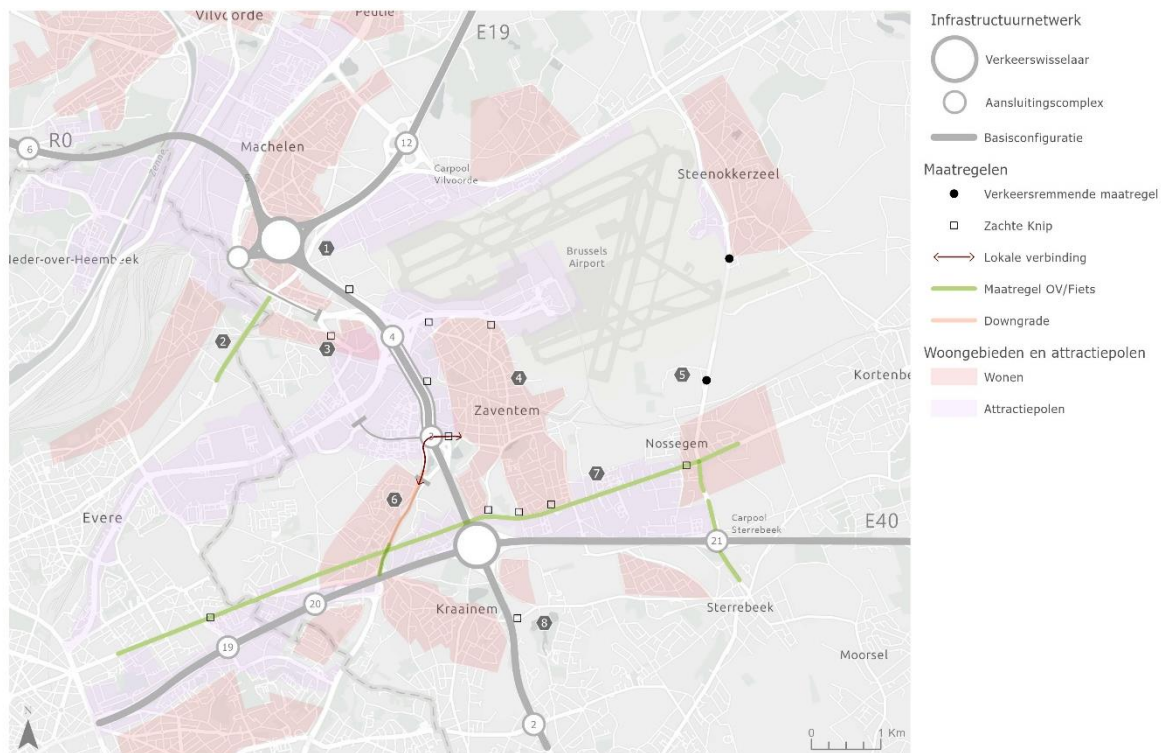 Vilvoorde
Peutie
E19
R0
6
Machelen
12
Carpool
Vilvoorde
Steenokkerzeel
Zenne
1
Brussels
Airport
2
3
4
4
5
Kortenbe
Zaventem
Nossegem
3
6
7
Evere
Carpool
Sterrebeek
E40
21
20
Kraainem
Sterrebeek
19
8
Moorsel
2
N
0
1 Km
Infrastructuurnetwerk
Verkeerswisselaar
Aansluitingscomplex
Basisconfiguratie
Maatregelen
Verkeersremmende maatregel
Zachte Knip
Lokale verbinding
Maatregel OV/Fiets
Downgrade
Woongebieden en attractiepolen
Wonen
Attractiepolen